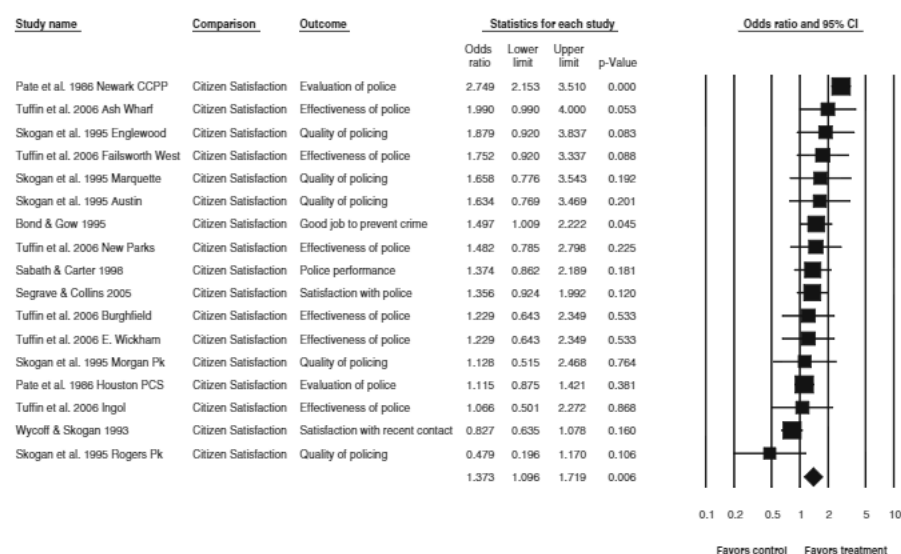 Study name Comparison Outcome Statistics for each study Odds ratio and 95% CI
Odds ratio Lower limit Upper limit p-Value
Pate et al. 1986 Newark CCPP Citizen Satisfaction Evaluation of police 2.749 2.153 3.510 0.000
Tuffin et al. 2006 Ash Wharf Citizen Satisfaction Effectiveness of police 1.990 0.990 4.000 0.053
Skogan et al. 1995 Englewood Citizen Satisfaction Quality of policing 1.879 0.920 3.837 0.083
Tuffin et al. 2006 Failsworth West Citizen Satisfaction Effectiveness of police 1.752 0.920 3.337 0.088
Skogan et al. 1995 Marquette Citizen Satisfaction Quality of policing 1.658 0.776 3.543 0.192
Skogan et al. 1995 Austin Citizen Satisfaction Quality of policing 1.634 0.769 3.469 0.201
Bond & Gow 1995 Citizen Satisfaction Good job to prevent crime 1.497 1.009 2.222 0.045
Tuffin et al. 2006 New Parks Citizen Satisfaction Effectiveness of police 1.482 0.785 2.798 0.225
Sabath & Carter 1998 Citizen Satisfaction Police performance 1.374 0.862 2.189 0.181
Segrave & Collins 2005 Citizen Satisfaction Satisfaction with police 1.356 0.924 1.992 0.120
Tuffin et al. 2006 Burghfield Citizen Satisfaction Effectiveness of police 1.229 0.643 2.349 0.533
Tuffin et al. 2006 E. Wickham Citizen Satisfaction Effectiveness of police 1.229 0.643 2.349 0.533
Skogan et al. 1995 Morgan Pk Citizen Satisfaction Quality of policing 1.128 0.515 2.468 0.764
Pate et al. 1986 Houston PCS Citizen Satisfaction Evaluation of police 1.115 0.875 1.421 0.381
Tuffin et al. 2006 Ingol Citizen Satisfaction Effectiveness of police 1.066 0.501 2.272 0.868
Wycoff & Skogan 1993 Citizen Satisfaction Satisfaction with recent contact 0.827 0.635 1.078 0.160
Skogan et al. 1995 Rogers Pk Citizen Satisfaction Quality of policing 0.479 0.196 1.170 0.106
1.373 1.096 1.719 0.006
0.1 0.2 0.5 1 2 5 10
Favors control Favors treatment